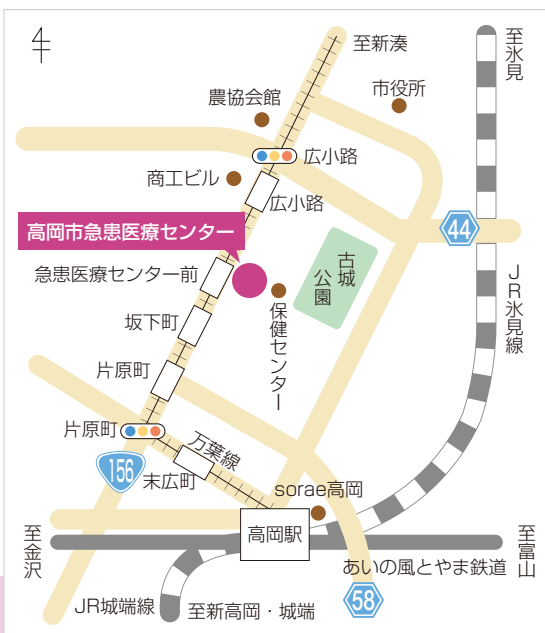 至新湊
至氷見
市役所
農協会館
広小路
商工ビル
広小路
高岡市急患医療センター
44
古城公園
急患医療センター前
JR氷見線
保健センター
坂下町
片原町
片原町
万葉線
156
末広町
sorae高岡
高岡駅
至金沢
至富山
あいの風とやま鉄道
58
JR城端線
至新高岡・城端